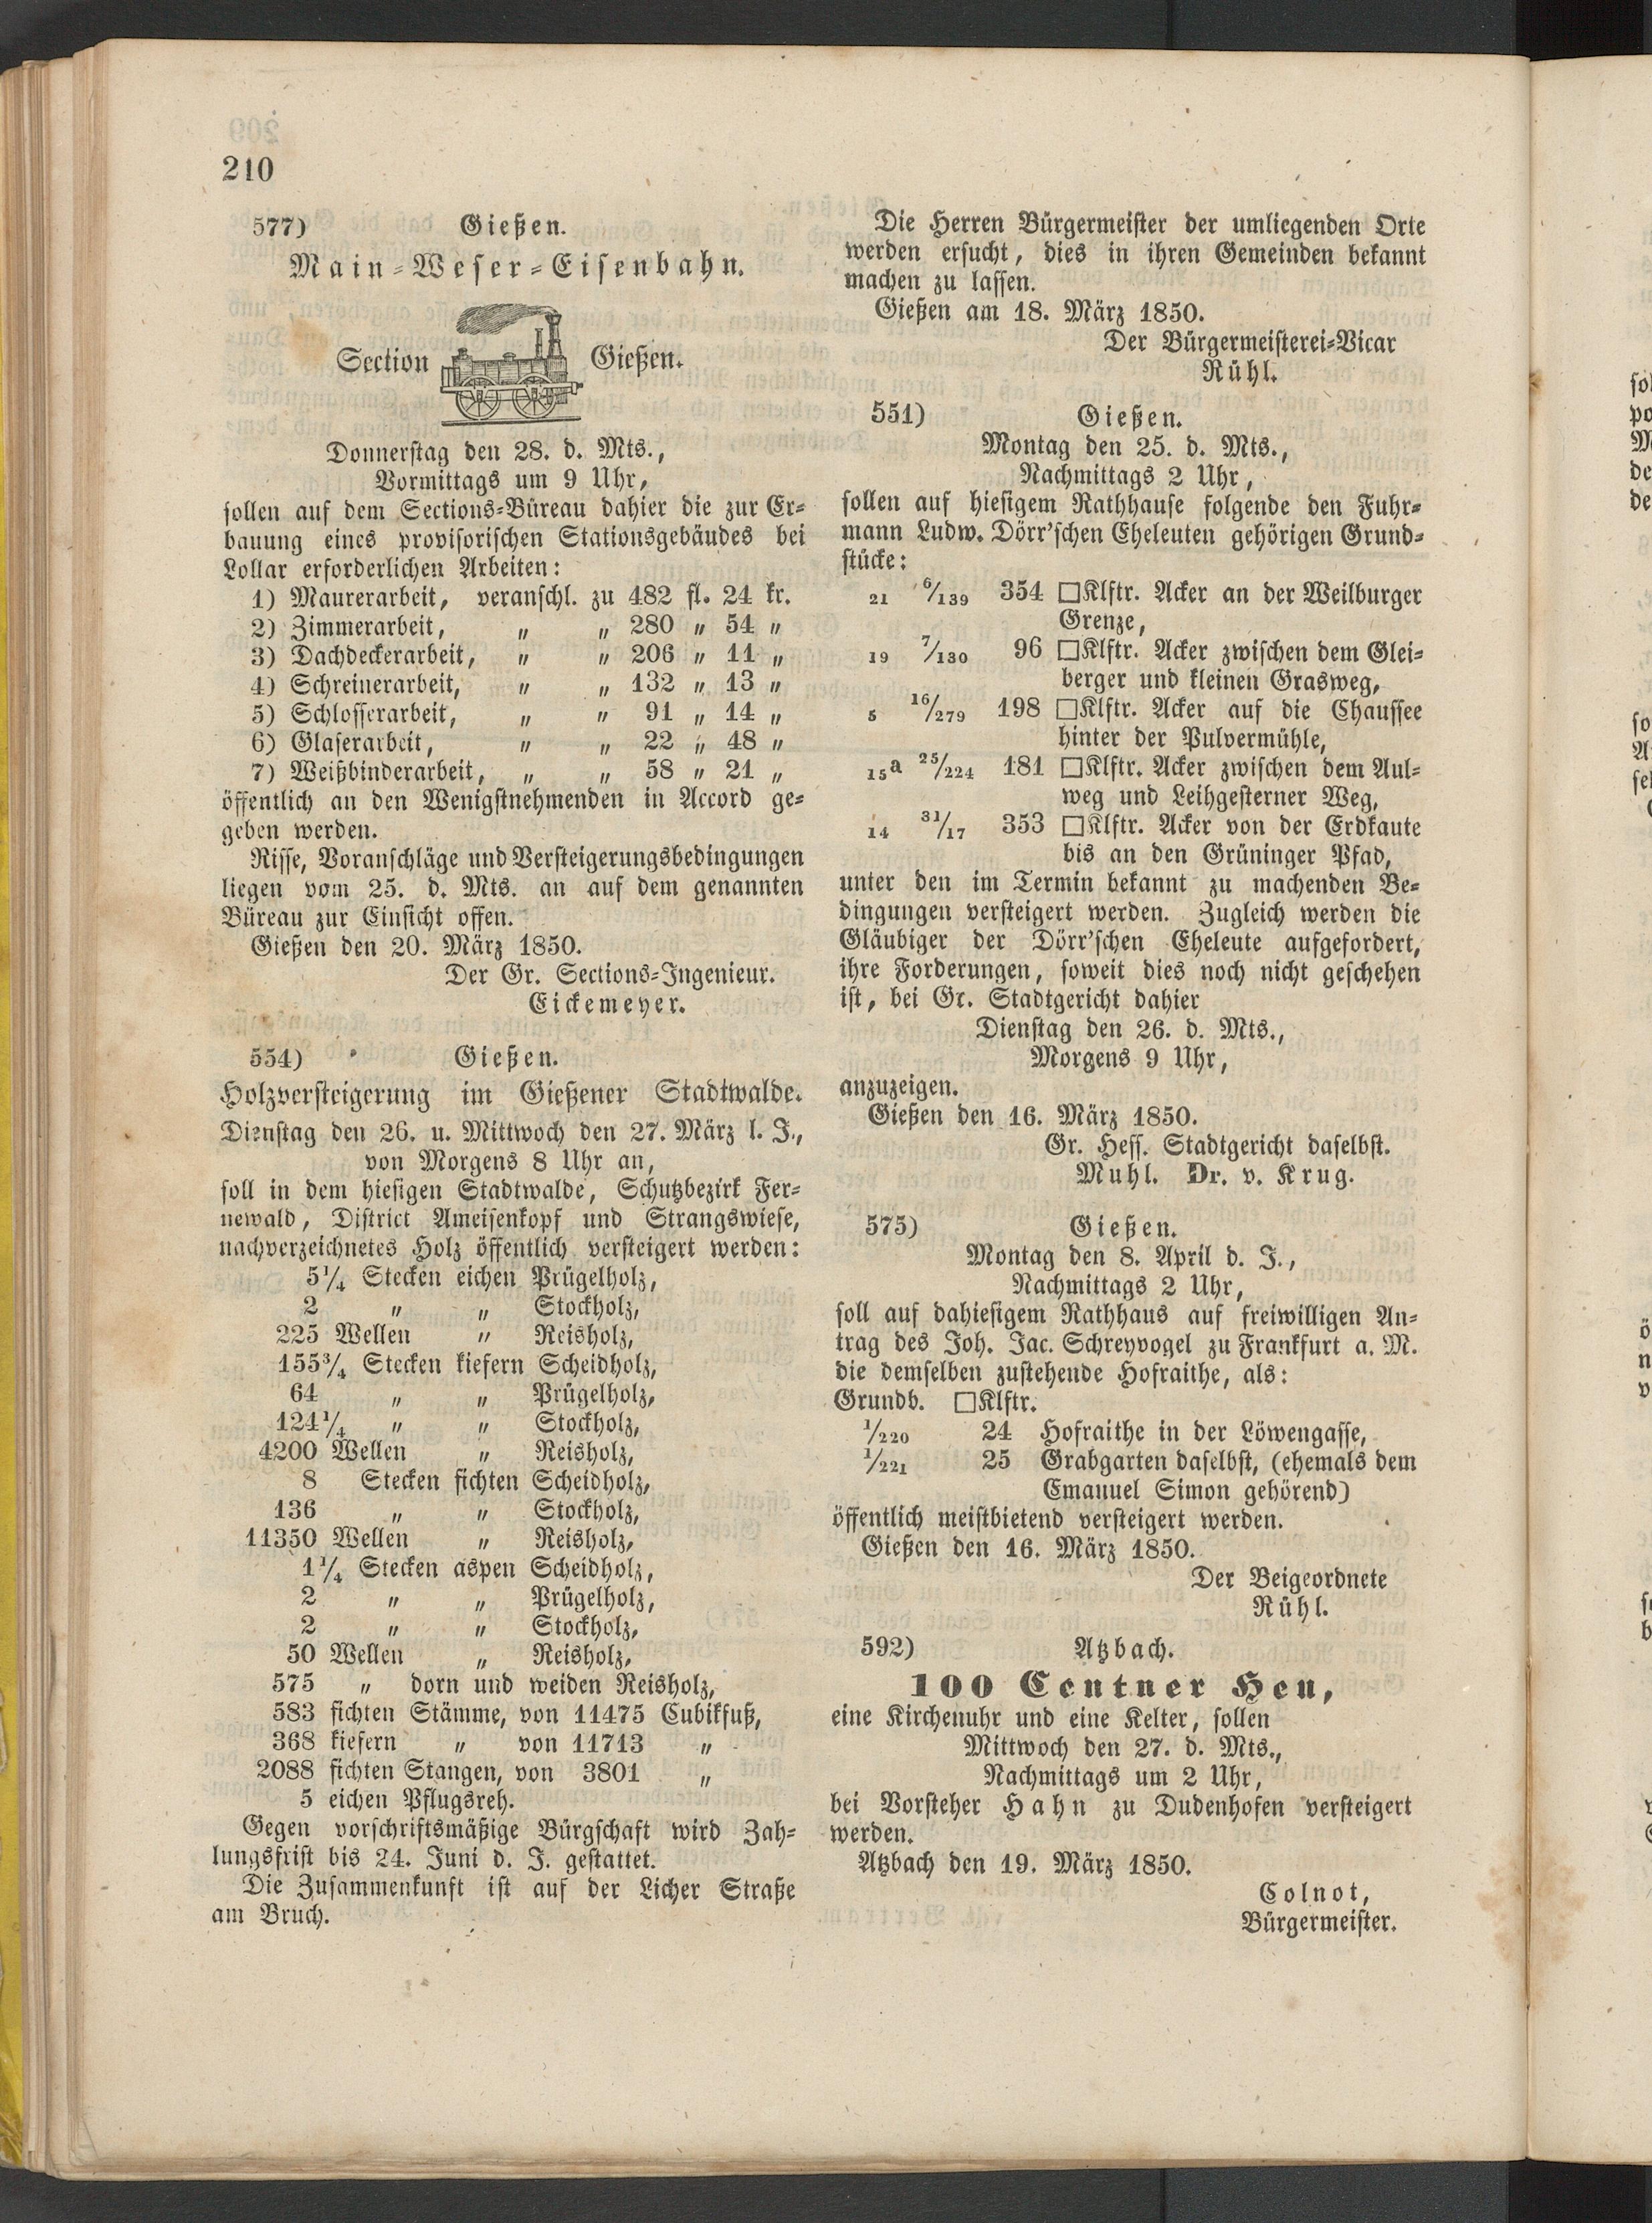 210
577) Gießen.
Main-Weser-Eisenbahn.
Section Gießen.
Donnerstag den 28. d. Mts.,
Vormittags um 9 Uhr,
sollen auf dem Sections-Büreau dahier die zur Er-
bauung eines provisorischen Stationsgebäudes bei
Lollar erforderlichen Arbeiten:
1) Maurerarbeit, veranschl. zu 482 fl. 24 kr.
2) Zimmerarbeit, " " 280 " 54 "
3) Dachdeckerarbeit, " " 206 " 11 "
4) Schreinerarbeit, " " 132 " 13 "
5) Schlosserarbeit, " " 91 " 14 "
6) Glaserarbeit, " " 22 " 48 "
7) Weißbinderarbeit, " " 58 " 21 "
öffentlich an den Wenigstnehmenden in Accord ge-
geben werden.
Risse, Voranschläge und Versteigerungsbedingungen
liegen vom 25. d. Mts. an auf dem genannten
Büreau zur Einsicht offen.
Gießen den 20. März 1850.
Der Gr. Sections-Ingenieur.
Eickemeyer.
554) Gießen.
Holzversteigerung im Gießener Stadtwalde.
Dienstag den 26. u. Mittwoch den 27. März l. J.,
von Morgens 8 Uhr an,
soll in dem hiesigen Stadtwalde, Schutzbezirk Fer-
newald, District Ameisenkopf und Strangswiese,
nachverzeichnetes Holz öffentlich versteigert werden:
5 1/4 Stecken eichen Prügelholz,
2 " " Stockholz,
225 Wellen " Reisholz,
155 3/4 Stecken kiefern Scheidholz,
64 " " Prügelholz,
124 1/4 " " Stockholz,
4200 Wellen " Reisholz,
8 Stecken fichten Scheidholz,
136 " " Stockholz,
11350 Wellen " Reisholz,
1 1/4 Stecken aspen Scheidholz,
2 " " Prügelholz,
2 " " Stockholz,
50 Wellen " Reisholz,
575 " dorn und weiden Reisholz,
583 fichten Stämme, von 11475 Cubikfuß,
368 kiefern " von 11713 "
2088 fichten Stangen, von 3801 "
5 eichen Pflugsreh.
Gegen vorschriftsmäßige Bürgschaft wird Zah-
lungsfrist bis 24. Juni d. J. gestattet.
Die Zusammenkunft ist auf der Licher Straße
am Bruch.
Die Herren Bürgermeister der umliegenden Orte
werden ersucht, dies in ihren Gemeinden bekannt
machen zu lassen.
Gießen am 18. März 1850.
Der Bürgermeisterei-Vicar
Rühl.
551) Gießen.
Montag den 25. d. Mts.,
Nachmittags 2 Uhr,
sollen auf hiesigem Rathhause folgende den Fuhr-
mann Ludw. Dörr'schen Eheleuten gehörigen Grund-
stücke:
21 6/139 354 □Klftr. Acker an der Weilburger
Grenze,
19 7/130 96 □Klftr. Acker zwischen dem Glei-
berger und kleinen Grasweg,
5 16/279 198 □Klftr. Acker auf die Chaussee
hinter der Pulvermühle,
15a 25/224 181 □Klftr. Acker zwischen dem Aul-
weg und Leihgesterner Weg,
14 31/17 353 □Klftr. Acker von der Erdkaute
bis an den Grüninger Pfad,
unter den im Termin bekannt zu machenden Be-
dingungen versteigert werden. Zugleich werden die
Gläubiger der Dörr'schen Eheleute aufgefordert,
ihre Forderungen, soweit dies noch nicht geschehen
ist, bei Gr. Stadtgericht dahier
Dienstag den 26. d. Mts.,
Morgens 9 Uhr,
anzuzeigen.
Gießen den 16. März 1850.
Gr. Hess. Stadtgericht daselbst.
Muhl. Dr. v. Krug.
575) Gießen.
Montag den 8. April d. J.,
Nachmittags 2 Uhr,
soll auf dahiesigem Rathhaus auf freiwilligen An-
trag des Joh. Jac. Schreyvogel zu Frankfurt a. M.
die demselben zustehende Hofraithe, als:
Grundb. □Klftr.
1/220 24 Hofraithe in der Löwengasse,
1/221 25 Grabgarten daselbst, (ehemals dem
Emanuel Simon gehörend)
öffentlich meistbietend versteigert werden.
Gießen den 16. März 1850.
Der Beigeordnete
Rühl.
592) Atzbach.
100 Centner Heu,
eine Kirchenuhr und eine Kelter, sollen
Mittwoch den 27. d. Mts.,
Nachmittags um 2 Uhr,
bei Vorsteher Hahn zu Dudenhofen versteigert
werden.
Atzbach den 19. März 1850.
Colnot,
Bürgermeister.